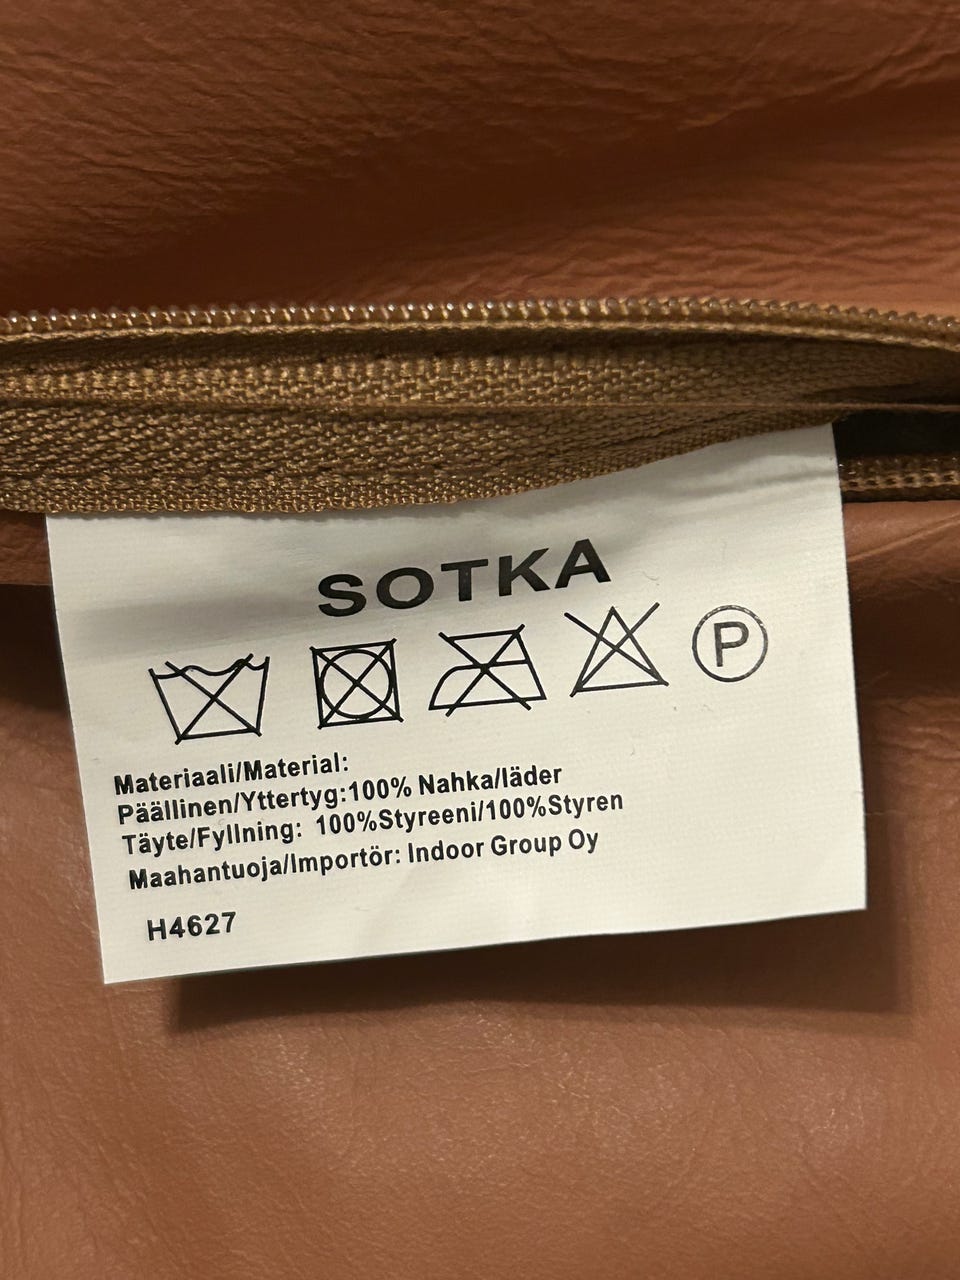 SOTKA
P
Materiaali/Material:
Päällinen/Yttertyg:100% Nahka/läder
Täyte/Fyllning: 100%Styreeni/100%Styren
Maahantuoja/Importör: Indoor Group Oy
H4627